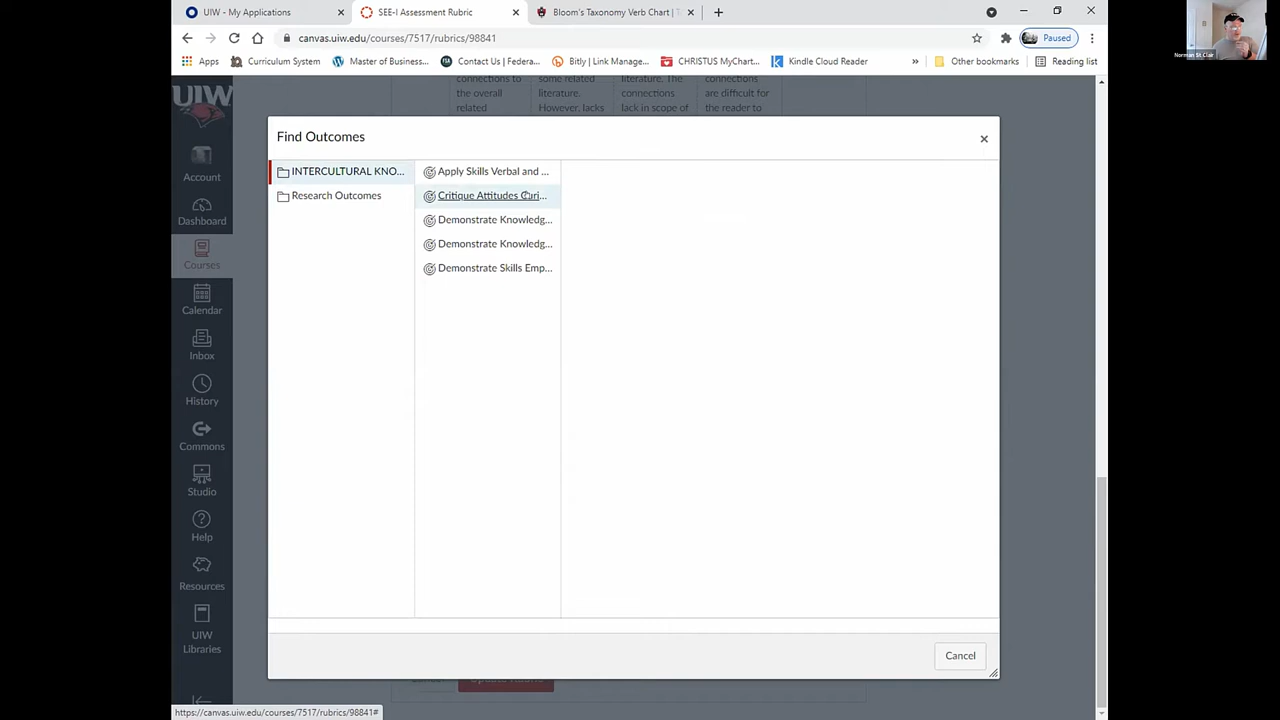 UIW - My Applications
SEE-I Assessment Rubric
Bloom's Taxonomy Verb Chart | T
canvas.uiw.edu/courses/7517/rubrics/98841
Paused
Apps
Curriculum System
Master of Business...
Contact Us | Federa...
Bitly | Link Manage...
CHRISTUS MyChart...
Kindle Cloud Reader
»
Other bookmarks
Reading list
Norman St.Clair
UIW
Account
Dashboard
Courses
Calendar
Inbox
History
Commons
Studio
Help
Resources
UIW
Libraries
connections to
the overall
related
some related
literature.
However, lacks
literature. The
connections
lack in scope of
connections
are difficult for
the reader to
Find Outcomes
INTERCULTURAL KNO...
Research Outcomes
Apply Skills Verbal and ...
Critique Attitudes Curi...
Demonstrate Knowledg...
Demonstrate Knowledg...
Demonstrate Skills Emp...
Cancel
https://canvas.uiw.edu/courses/7517/rubrics/98841#